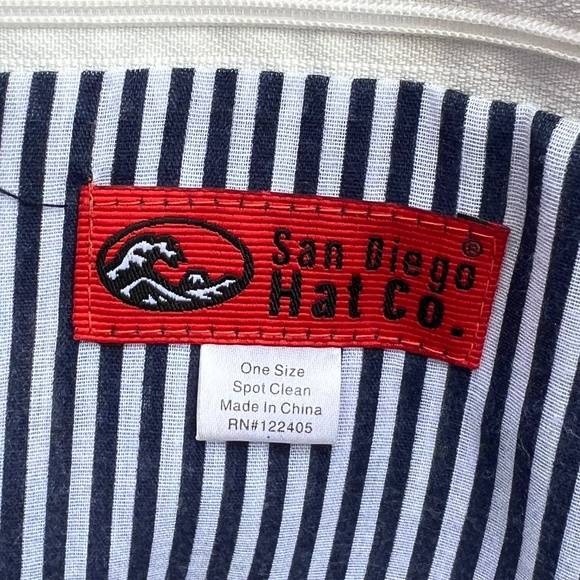 San Diego®
Hat Co.
One Size
Spot Clean
Made In China
RN#122405